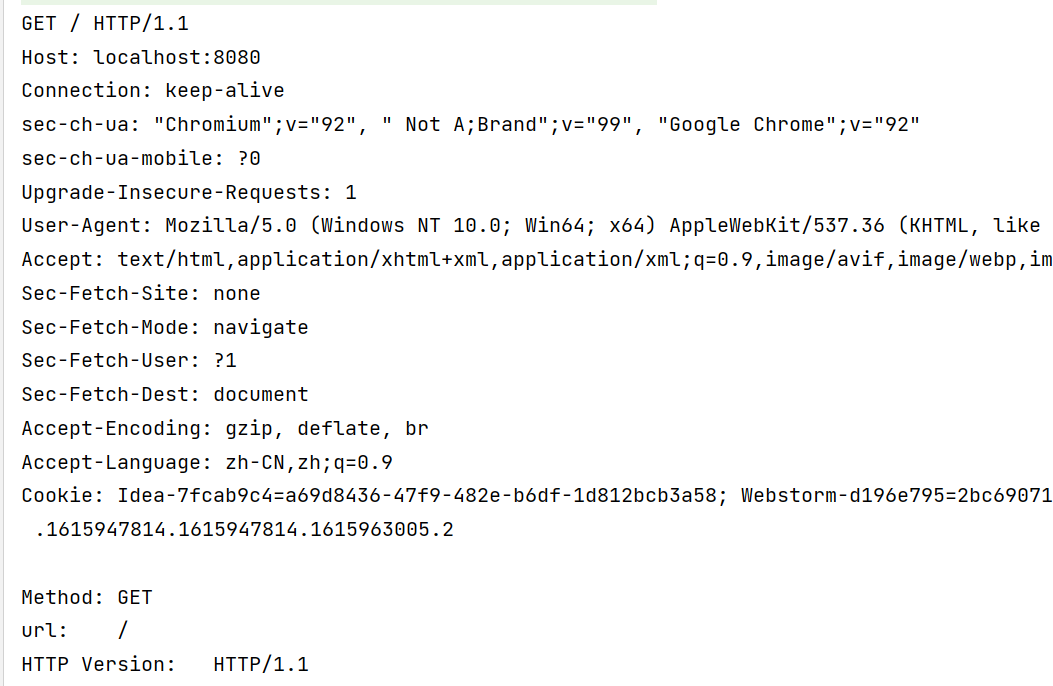 GET / HTTP/1.1
Host: localhost:8080
Connection: keep-alive
sec-ch-ua: "Chromium";v="92", " Not A;Brand";v="99", "Google Chrome";v="92"
sec-ch-ua-mobile: ?0
Upgrade-Insecure-Requests: 1
User-Agent: Mozilla/5.0 (Windows NT 10.0; Win64; x64) AppleWebKit/537.36 (KHTML, like
Accept: text/html,application/xhtml+xml,application/xml;q=0.9,image/avif,image/webp,im
Sec-Fetch-Site: none
Sec-Fetch-Mode: navigate
Sec-Fetch-User: ?1
Sec-Fetch-Dest: document
Accept-Encoding: gzip, deflate, br
Accept-Language: zh-CN,zh;q=0.9
Cookie: Idea-7fcab9c4=a69d8436-47f9-482e-b6df-1d812bcb3a58; Webstorm-d196e795=2bc69071
.1615947814.1615947814.1615963005.2
Method: GET
url:    /
HTTP Version:   HTTP/1.1